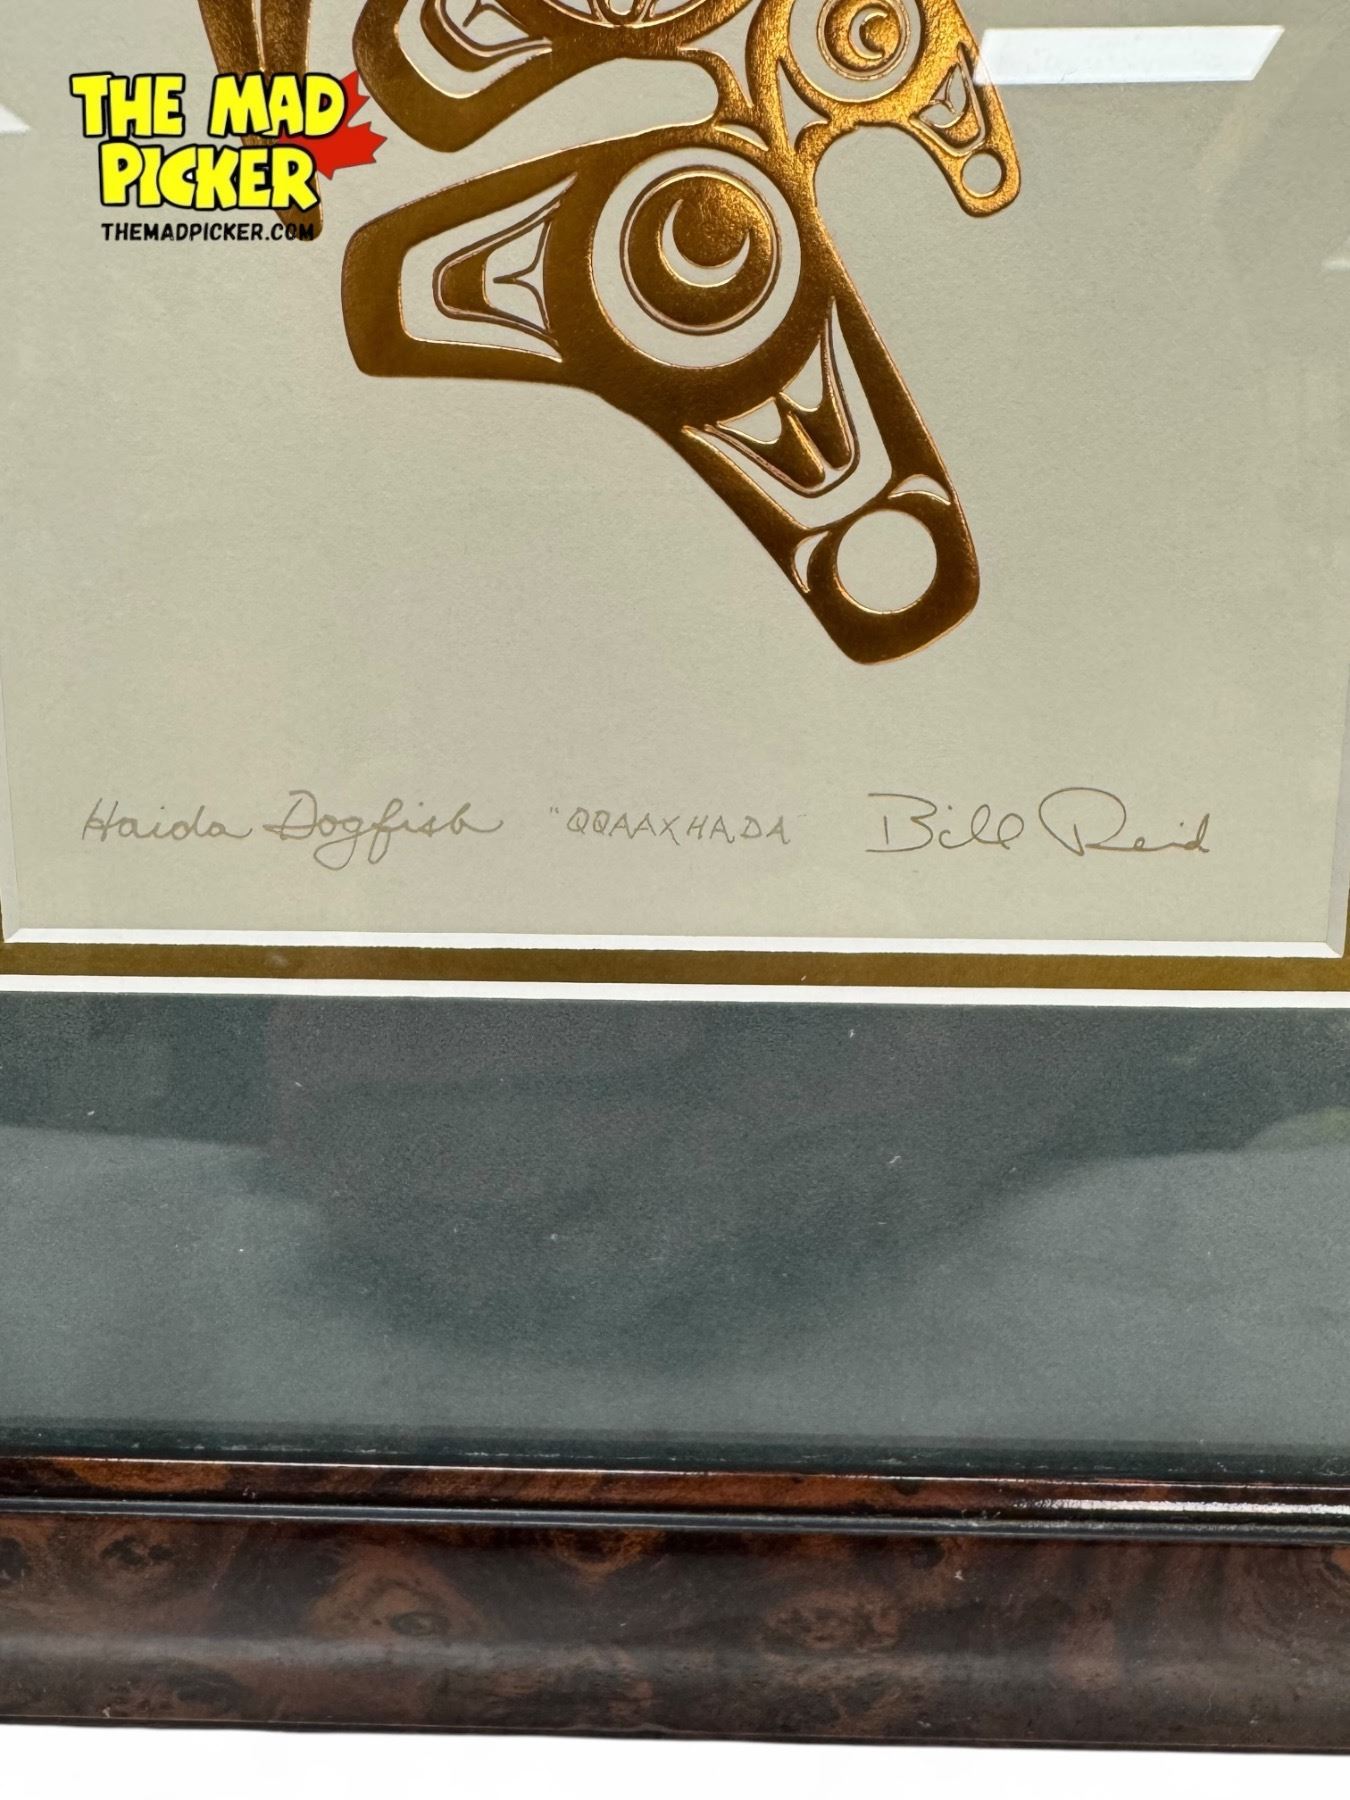 THE MAD
PICKER
THEMADPICKER.COM
Haida Dogfish "QQAAXHADA" Bill Reid